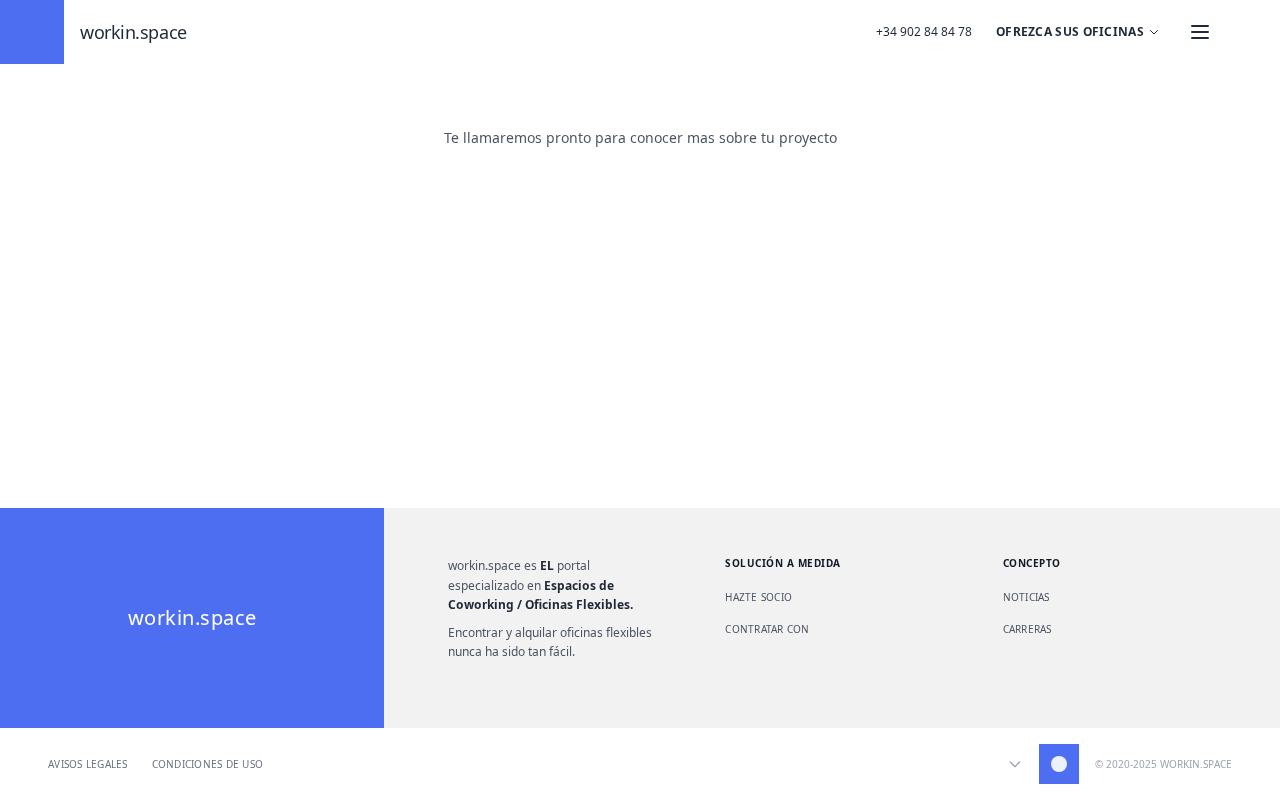 workin.space
+34 902 84 84 78
OFREZCA SUS OFICINAS
Te llamaremos pronto para conocer mas sobre tu proyecto
workin.space
workin.space es EL portal
especializado en Espacios de
Coworking / Oficinas Flexibles.
Encontrar y alquilar oficinas flexibles
nunca ha sido tan fácil.
SOLUCIÓN A MEDIDA
HAZTE SOCIO
CONTRATAR CON
CONCEPTO
NOTICIAS
CARRERAS
AVISOS LEGALES
CONDICIONES DE USO
© 2020-2025 WORKIN.SPACE